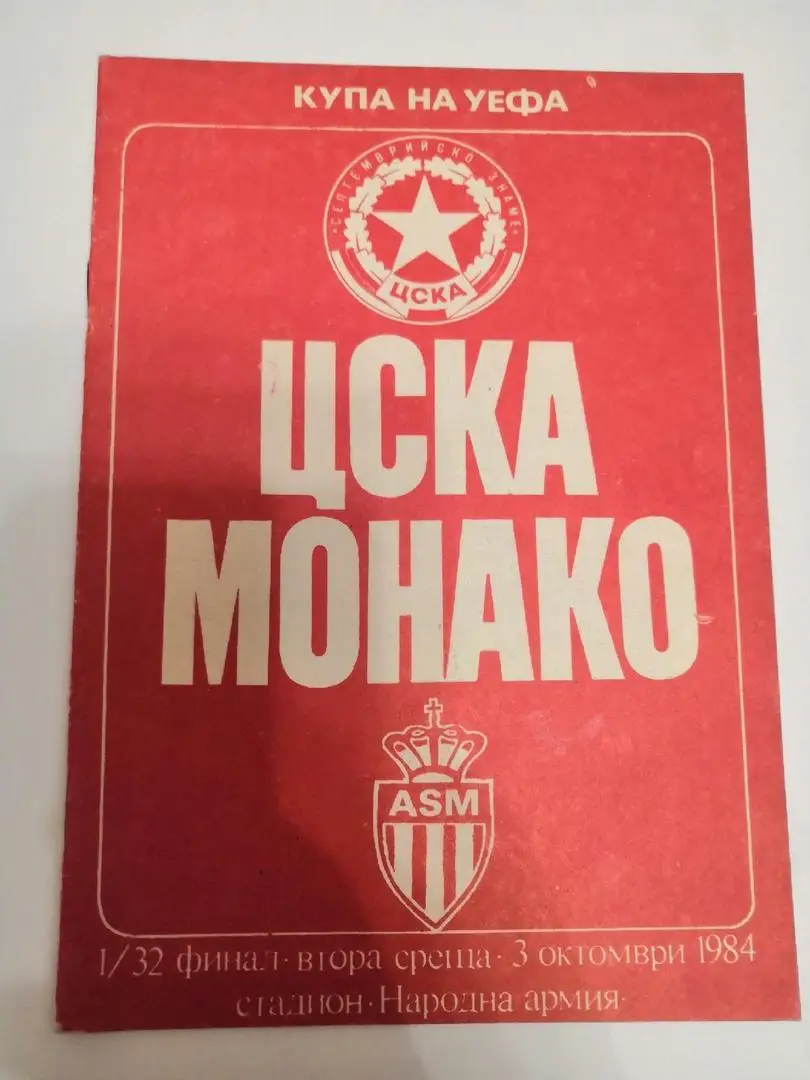 КУПА НА УЕФА
"СЕПТЕМВРИЙСКО ЗНАМЕ"
ЦСКА
ЦСКА
МОНАКО
ASM
1/32 финал · втора среща · 3 октомври 1984
стадион · Народна армия ·